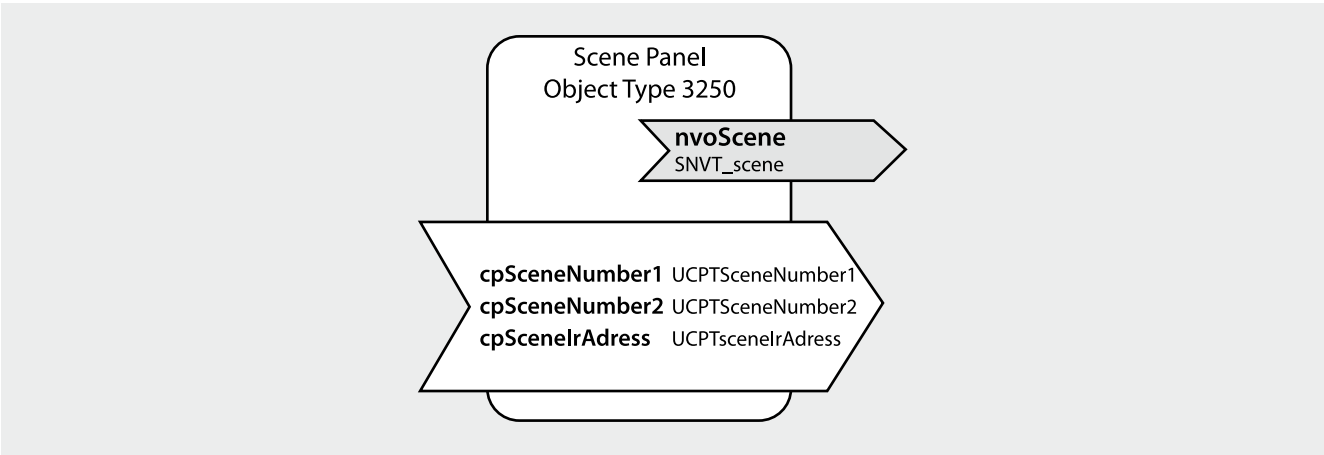 Scene Panel
Object Type 3250
nvoScene
SNVT_scene
cpSceneNumber1 UCPTSceneNumber1
cpSceneNumber2 UCPTSceneNumber2
cpSceneIrAdress UCPTsceneIrAdress